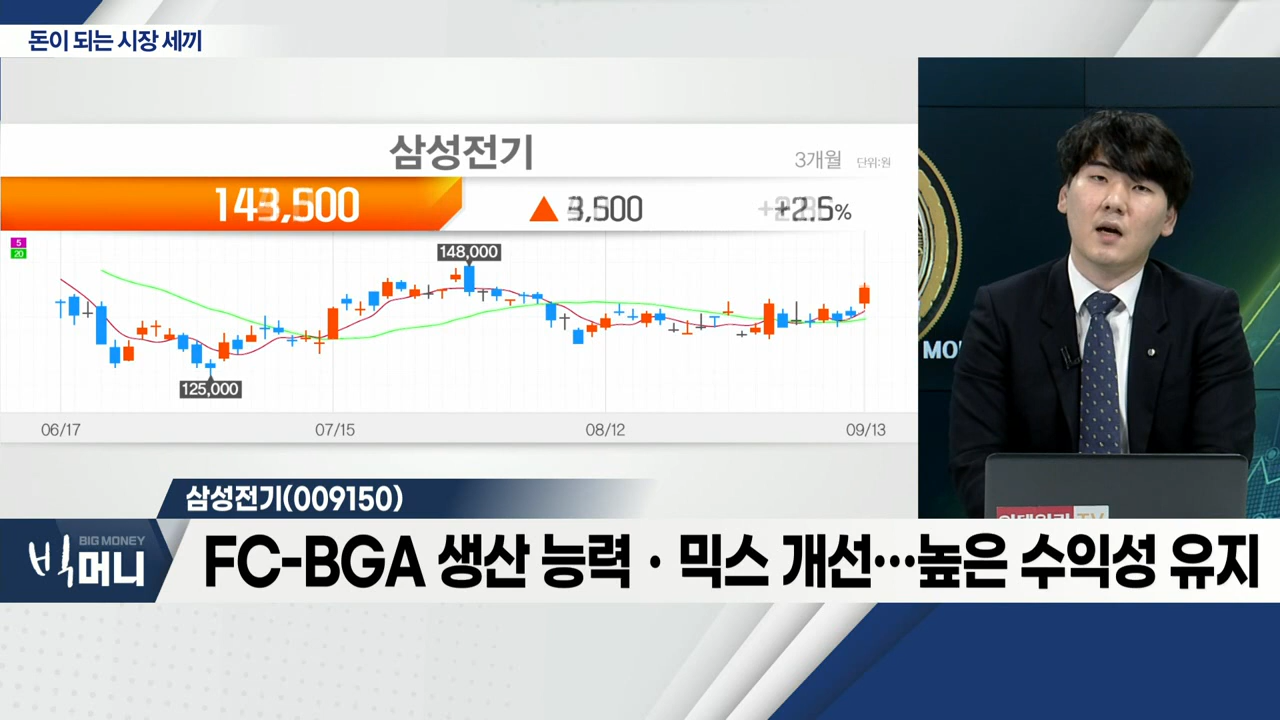 돈이 되는 시장 세끼
삼성전기
3개월 단위:원
143,500 ▲ 3,500 +2.5%
5
20
148,000
125,000
06/17 07/15 08/12 09/13
삼성전기(009150)
BIG MONEY
빅머니
FC-BGA 생산 능력·믹스 개선…높은 수익성 유지